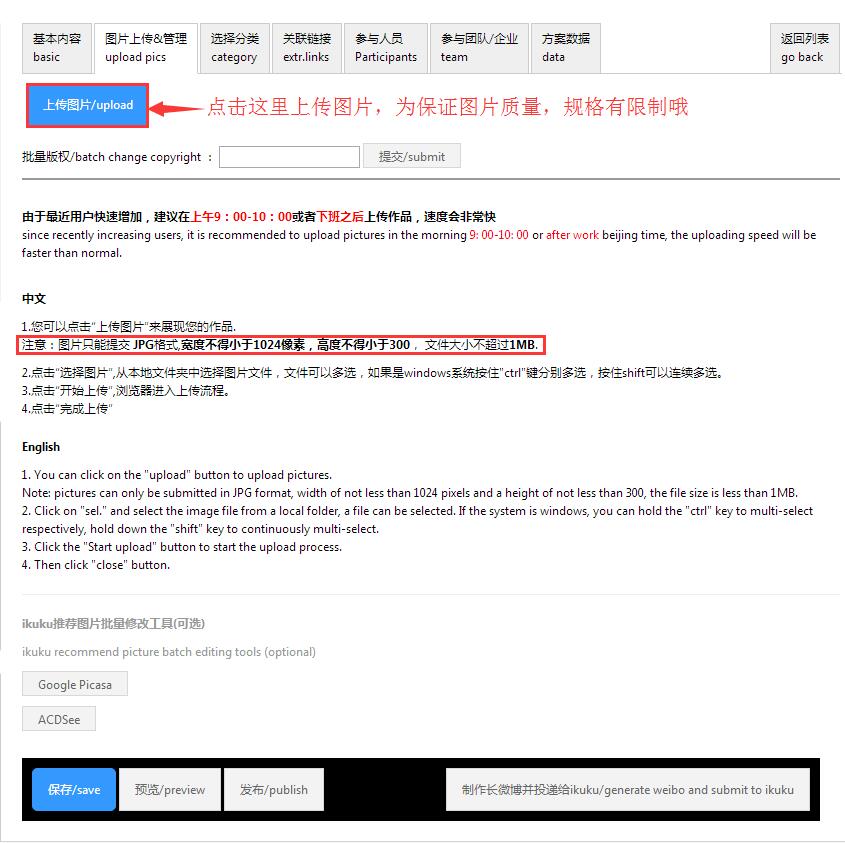 基本内容
basic
图片上传&管理
upload pics
选择分类
category
关联链接
extr.links
参与人员
Participants
参与团队/企业
team
方案数据
data
返回列表
go back
上传图片/upload
点击这里上传图片，为保证图片质量，规格有限制哦
批量版权/batch change copyright ：
提交/submit
由于最近用户快速增加，建议在上午9：00-10：00或者下班之后上传作品，速度会非常快
since recently increasing users, it is recommended to upload pictures in the morning 9: 00-10: 00 or after work beijing time, the uploading speed will be
faster than normal.
中文
1.您可以点击"上传图片"来展现您的作品.
注意：图片只能提交 JPG格式,宽度不得小于1024像素，高度不得小于300， 文件大小不超过1MB.
2.点击"选择图片",从本地文件夹中选择图片文件，文件可以多选，如果是windows系统按住"ctrl"键分别多选，按住shift可以连续多选。
3.点击"开始上传",浏览器进入上传流程。
4.点击"完成上传"
English
1. You can click on the "upload" button to upload pictures.
Note: pictures can only be submitted in JPG format, width of not less than 1024 pixels and a height of not less than 300, the file size is less than 1MB.
2. Click on "sel." and select the image file from a local folder, a file can be selected. If the system is windows, you can hold the "ctrl" key to multi-select
respectively, hold down the "shift" key to continuously multi-select.
3. Click the "Start upload" button to start the upload process.
4. Then click "close" button.
ikuku推荐图片批量修改工具(可选)
ikuku recommend picture batch editing tools (optional)
Google Picasa
ACDSee
保存/save
预览/preview
发布/publish
制作长微博并投递给ikuku/generate weibo and submit to ikuku